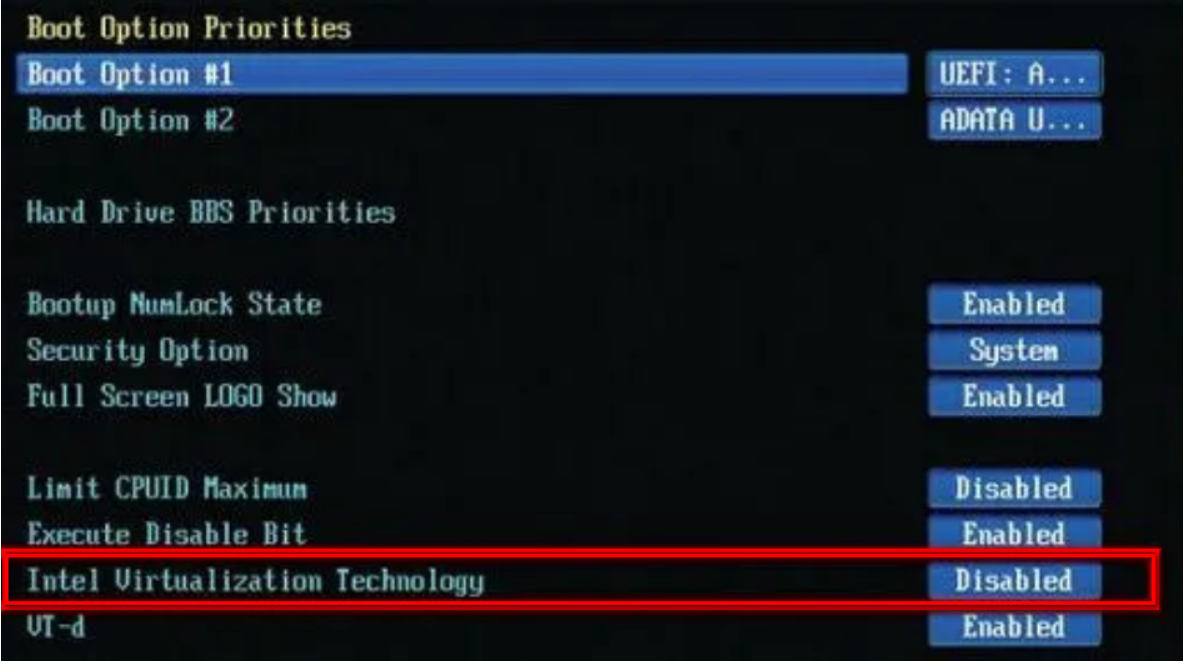 Boot Option Priorities
Boot Option #1 UEFI: A...
Boot Option #2 ADATA U...
Hard Drive BBS Priorities
Bootup NumLock State Enabled
Security Option System
Full Screen LOGO Show Enabled
Limit CPUID Maximum Disabled
Execute Disable Bit Enabled
Intel Virtualization Technology Disabled
VT-d Enabled